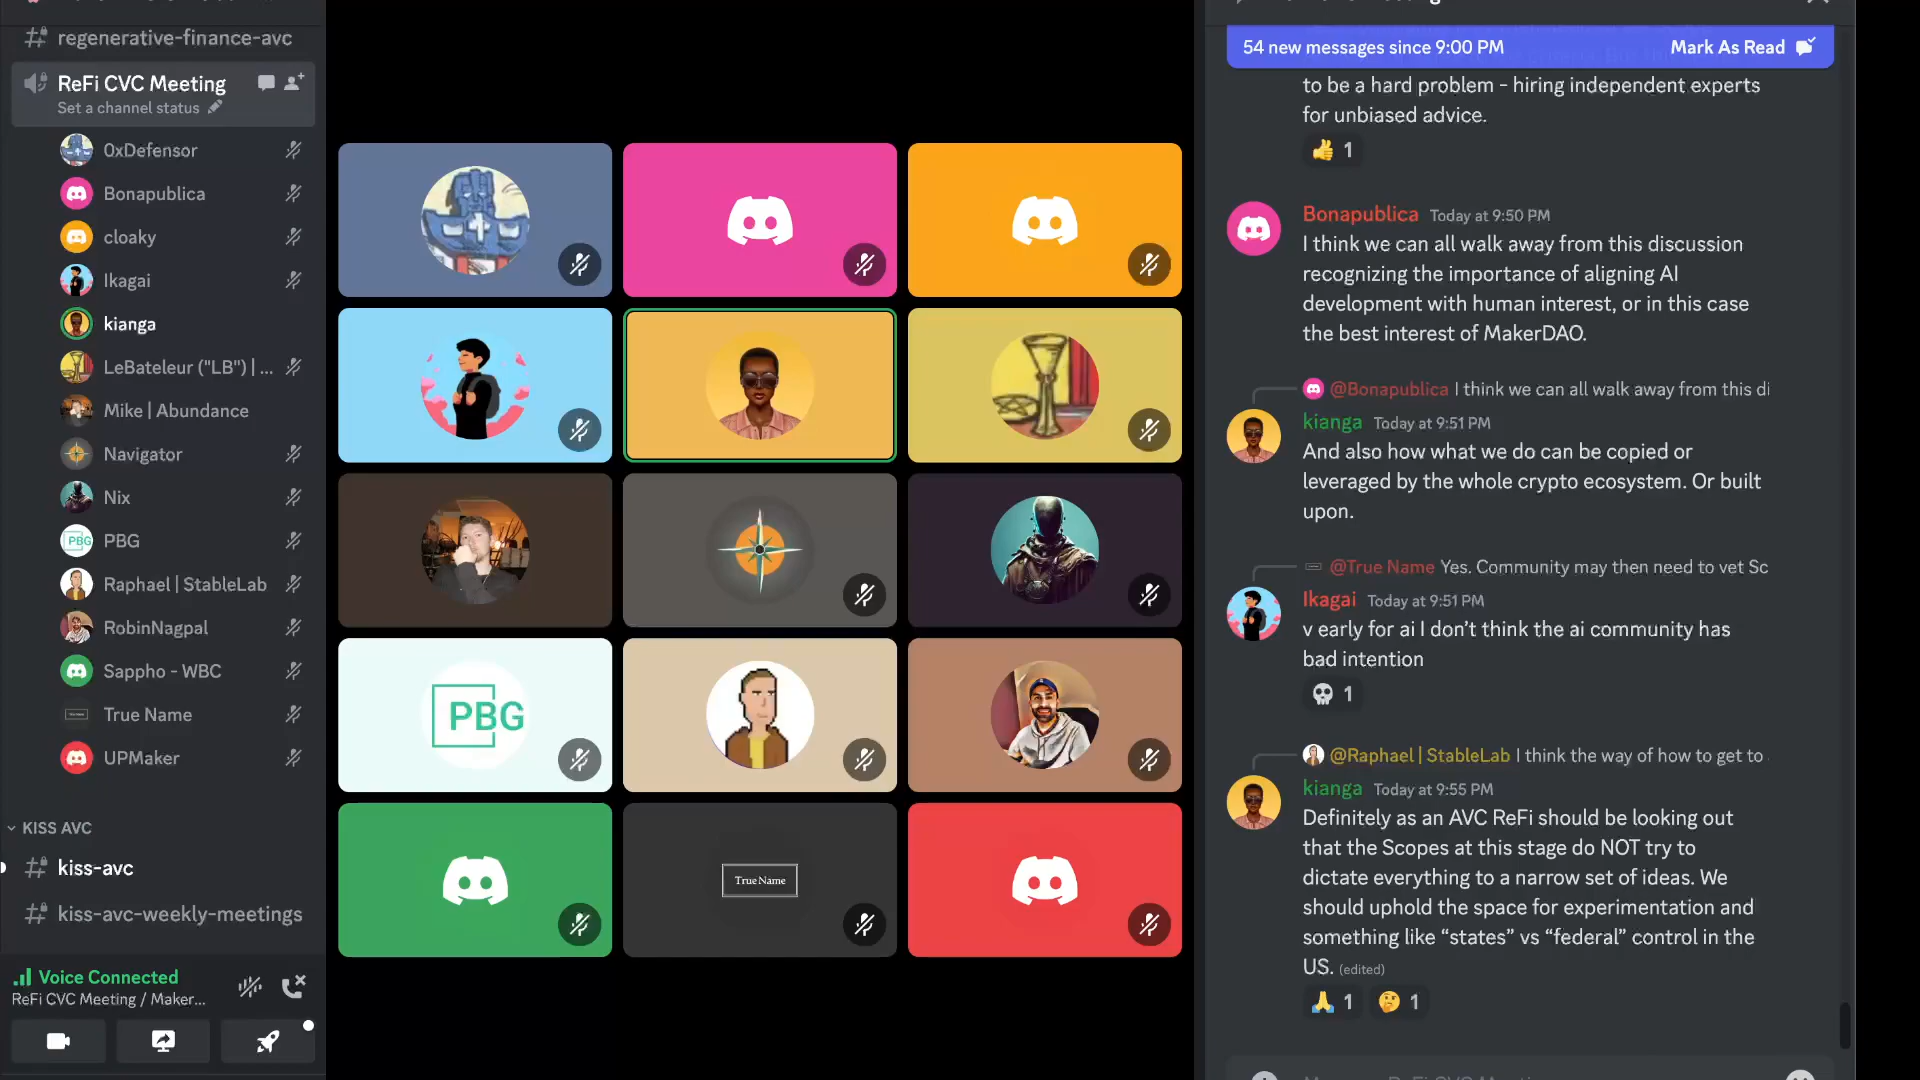 regenerative-finance-avc
ReFi CVC Meeting
Set a channel status
0xDefensor
Bonapublica
cloaky
Ikagai
kianga
LeBateleur ("LB") | ...
Mike | Abundance
Navigator
Nix
PBG
PBG
Raphael | StableLab
RobinNagpal
Sappho - WBC
True Name
UPMaker
KISS AVC
kiss-avc
kiss-avc-weekly-meetings
Voice Connected
ReFi CVC Meeting / Maker...
PBG
True Name
54 new messages since 9:00 PM
Mark As Read
to be a hard problem - hiring independent experts
for unbiased advice.
1
Bonapublica Today at 9:50 PM
I think we can all walk away from this discussion
recognizing the importance of aligning AI
development with human interest, or in this case
the best interest of MakerDAO.
@Bonapublica I think we can all walk away from this di
kianga Today at 9:51 PM
And also how what we do can be copied or
leveraged by the whole crypto ecosystem. Or built
upon.
@True Name Yes. Community may then need to vet Sc
Ikagai Today at 9:51 PM
v early for ai I don’t think the ai community has
bad intention
1
@Raphael | StableLab I think the way of how to get to
kianga Today at 9:55 PM
Definitely as an AVC ReFi should be looking out
that the Scopes at this stage do NOT try to
dictate everything to a narrow set of ideas. We
should uphold the space for experimentation and
something like “states” vs “federal” control in the
US. (edited)
1 1